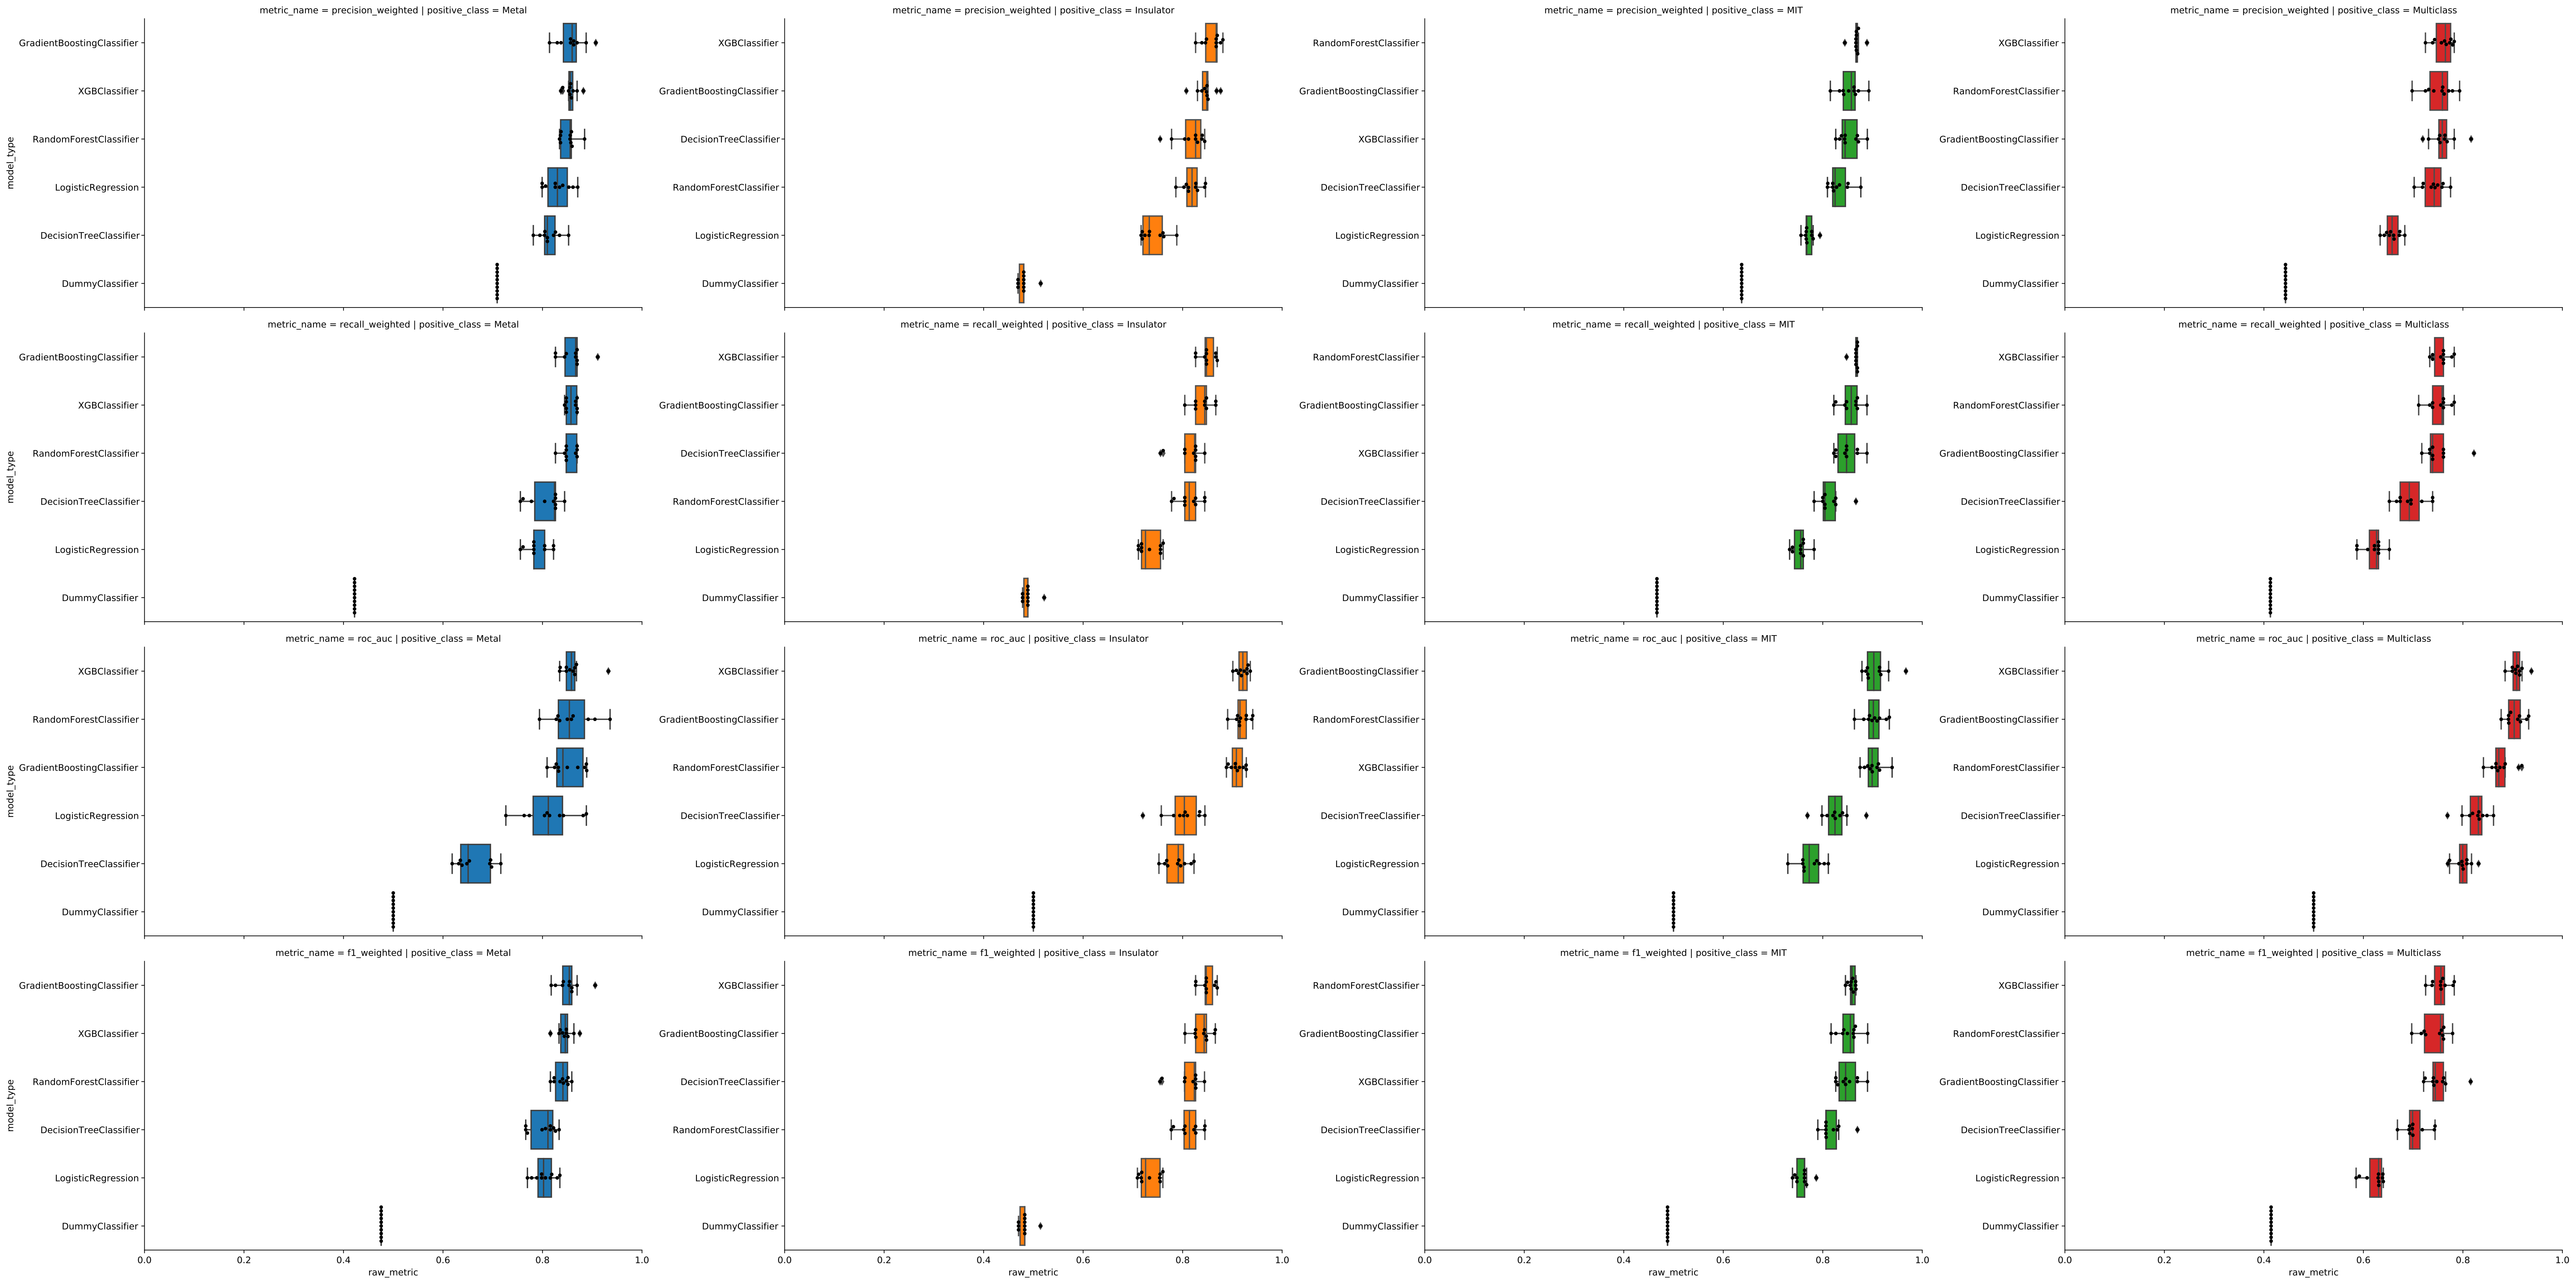 metric_name = precision_weighted | positive_class = Metal
metric_name = precision_weighted | positive_class = Insulator
metric_name = precision_weighted | positive_class = MIT
metric_name = precision_weighted | positive_class = Multiclass
model_type
GradientBoostingClassifier
XGBClassifier
RandomForestClassifier
LogisticRegression
DecisionTreeClassifier
DummyClassifier
XGBClassifier
GradientBoostingClassifier
DecisionTreeClassifier
RandomForestClassifier
LogisticRegression
DummyClassifier
RandomForestClassifier
GradientBoostingClassifier
XGBClassifier
DecisionTreeClassifier
LogisticRegression
DummyClassifier
XGBClassifier
RandomForestClassifier
GradientBoostingClassifier
DecisionTreeClassifier
LogisticRegression
DummyClassifier
metric_name = recall_weighted | positive_class = Metal
metric_name = recall_weighted | positive_class = Insulator
metric_name = recall_weighted | positive_class = MIT
metric_name = recall_weighted | positive_class = Multiclass
model_type
GradientBoostingClassifier
XGBClassifier
RandomForestClassifier
DecisionTreeClassifier
LogisticRegression
DummyClassifier
XGBClassifier
GradientBoostingClassifier
DecisionTreeClassifier
RandomForestClassifier
LogisticRegression
DummyClassifier
RandomForestClassifier
GradientBoostingClassifier
XGBClassifier
DecisionTreeClassifier
LogisticRegression
DummyClassifier
XGBClassifier
RandomForestClassifier
GradientBoostingClassifier
DecisionTreeClassifier
LogisticRegression
DummyClassifier
metric_name = roc_auc | positive_class = Metal
metric_name = roc_auc | positive_class = Insulator
metric_name = roc_auc | positive_class = MIT
metric_name = roc_auc | positive_class = Multiclass
model_type
XGBClassifier
RandomForestClassifier
GradientBoostingClassifier
LogisticRegression
DecisionTreeClassifier
DummyClassifier
XGBClassifier
GradientBoostingClassifier
RandomForestClassifier
DecisionTreeClassifier
LogisticRegression
DummyClassifier
GradientBoostingClassifier
RandomForestClassifier
XGBClassifier
DecisionTreeClassifier
LogisticRegression
DummyClassifier
XGBClassifier
GradientBoostingClassifier
RandomForestClassifier
DecisionTreeClassifier
LogisticRegression
DummyClassifier
metric_name = f1_weighted | positive_class = Metal
metric_name = f1_weighted | positive_class = Insulator
metric_name = f1_weighted | positive_class = MIT
metric_name = f1_weighted | positive_class = Multiclass
model_type
GradientBoostingClassifier
XGBClassifier
RandomForestClassifier
DecisionTreeClassifier
LogisticRegression
DummyClassifier
XGBClassifier
GradientBoostingClassifier
DecisionTreeClassifier
RandomForestClassifier
LogisticRegression
DummyClassifier
RandomForestClassifier
GradientBoostingClassifier
XGBClassifier
DecisionTreeClassifier
LogisticRegression
DummyClassifier
XGBClassifier
RandomForestClassifier
GradientBoostingClassifier
DecisionTreeClassifier
LogisticRegression
DummyClassifier
0.0 0.2 0.4 0.6 0.8 1.0
0.0 0.2 0.4 0.6 0.8 1.0
0.0 0.2 0.4 0.6 0.8 1.0
0.0 0.2 0.4 0.6 0.8 1.0
raw_metric
raw_metric
raw_metric
raw_metric